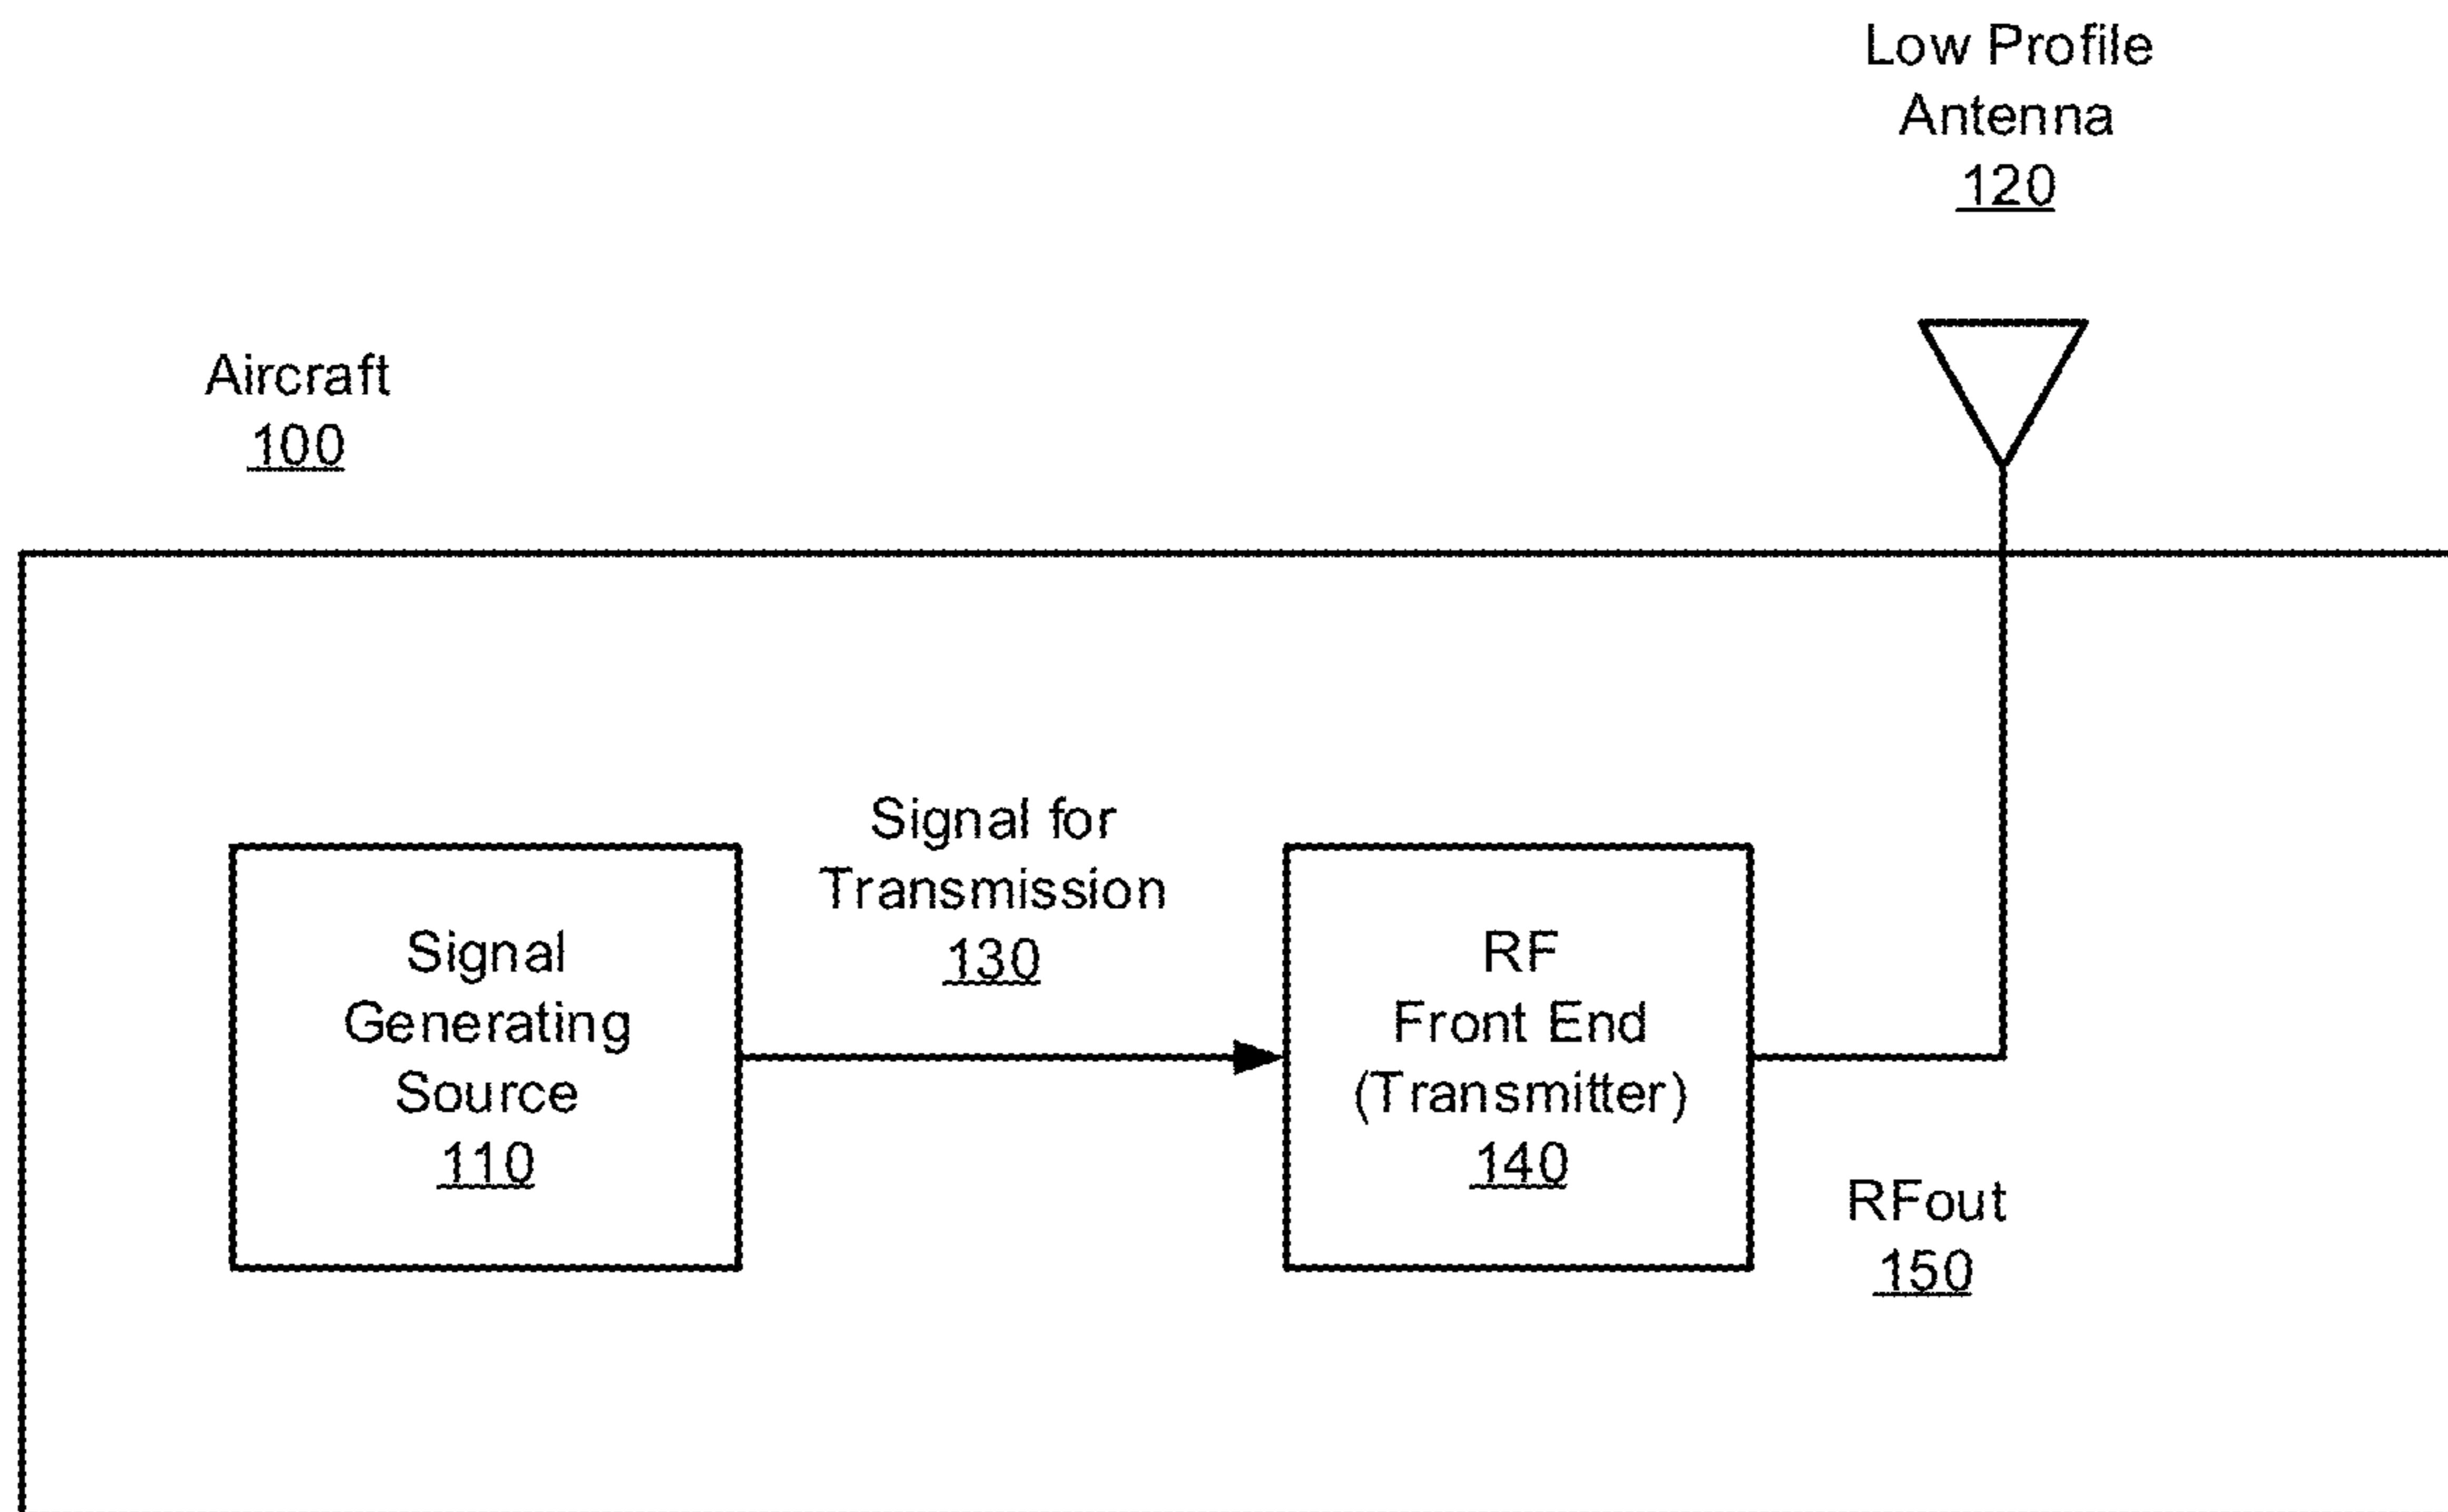 Low Profile
Antenna
120
Aircraft
100
Signal for
Transmission
130
Signal
Generating
Source
110
RF
Front End
(Transmitter)
140
RFout
150